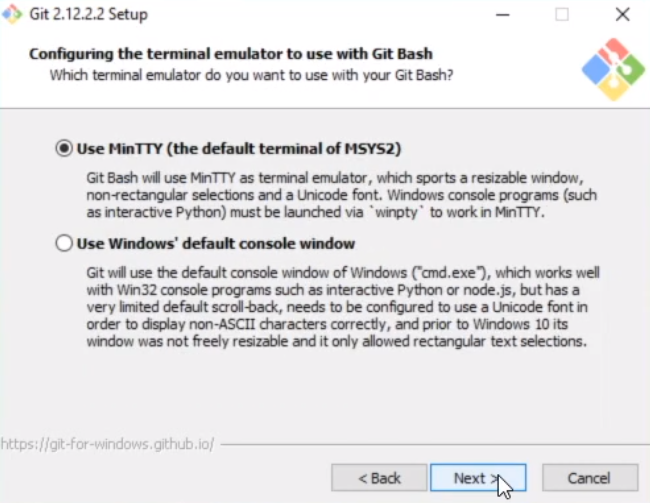 Git 2.12.2.2 Setup
Configuring the terminal emulator to use with Git Bash
Which terminal emulator do you want to use with your Git Bash?
Use MinTTY (the default terminal of MSYS2)
Git Bash will use MinTTY as terminal emulator, which sports a resizable window,
non-rectangular selections and a Unicode font. Windows console programs (such
as interactive Python) must be launched via `winpty` to work in MinTTY.
Use Windows' default console window
Git will use the default console window of Windows ("cmd.exe"), which works well
with Win32 console programs such as interactive Python or node.js, but has a
very limited default scroll-back, needs to be configured to use a Unicode font in
order to display non-ASCII characters correctly, and prior to Windows 10 its
window was not freely resizable and it only allowed rectangular text selections.
https://git-for-windows.github.io/
< Back
Next >
Cancel